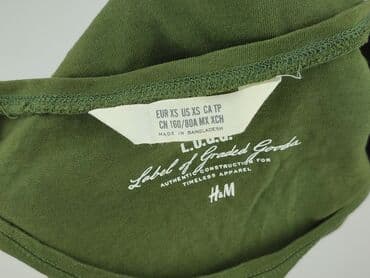 EUR XS US XS CA TP
CN 160/80A MX XCH
MADE IN BANGLADESH
L.O.G.G.
Label of Graded Goods
AUTHENTIC CONSTRUCTION FOR
TIMELESS APPAREL
H&M